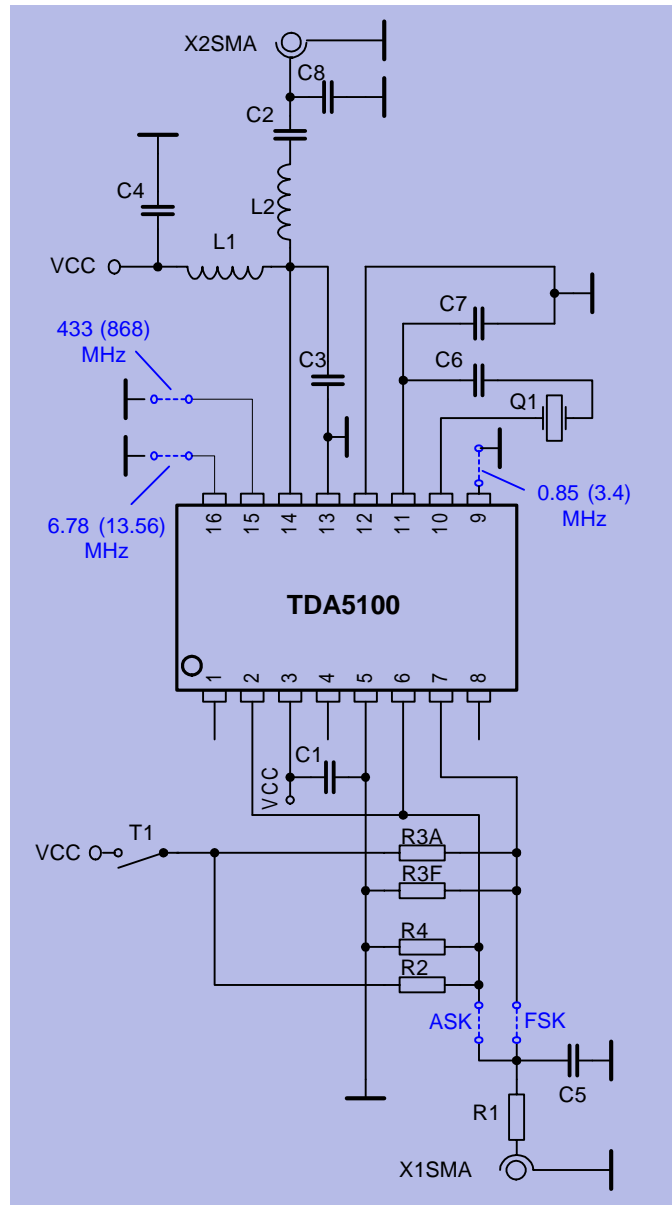 X2SMA
C8
C2
C4
L2
L1
VCC
433 (868)
MHz
C7
C3
C6
Q1
0.85 (3.4)
MHz
6.78 (13.56)
MHz
16
15
14
13
12
11
10
9
TDA5100
1
2
3
4
5
6
7
8
C1
VCC
T1
VCC
R3A
R3F
R4
R2
ASK
FSK
C5
R1
X1SMA